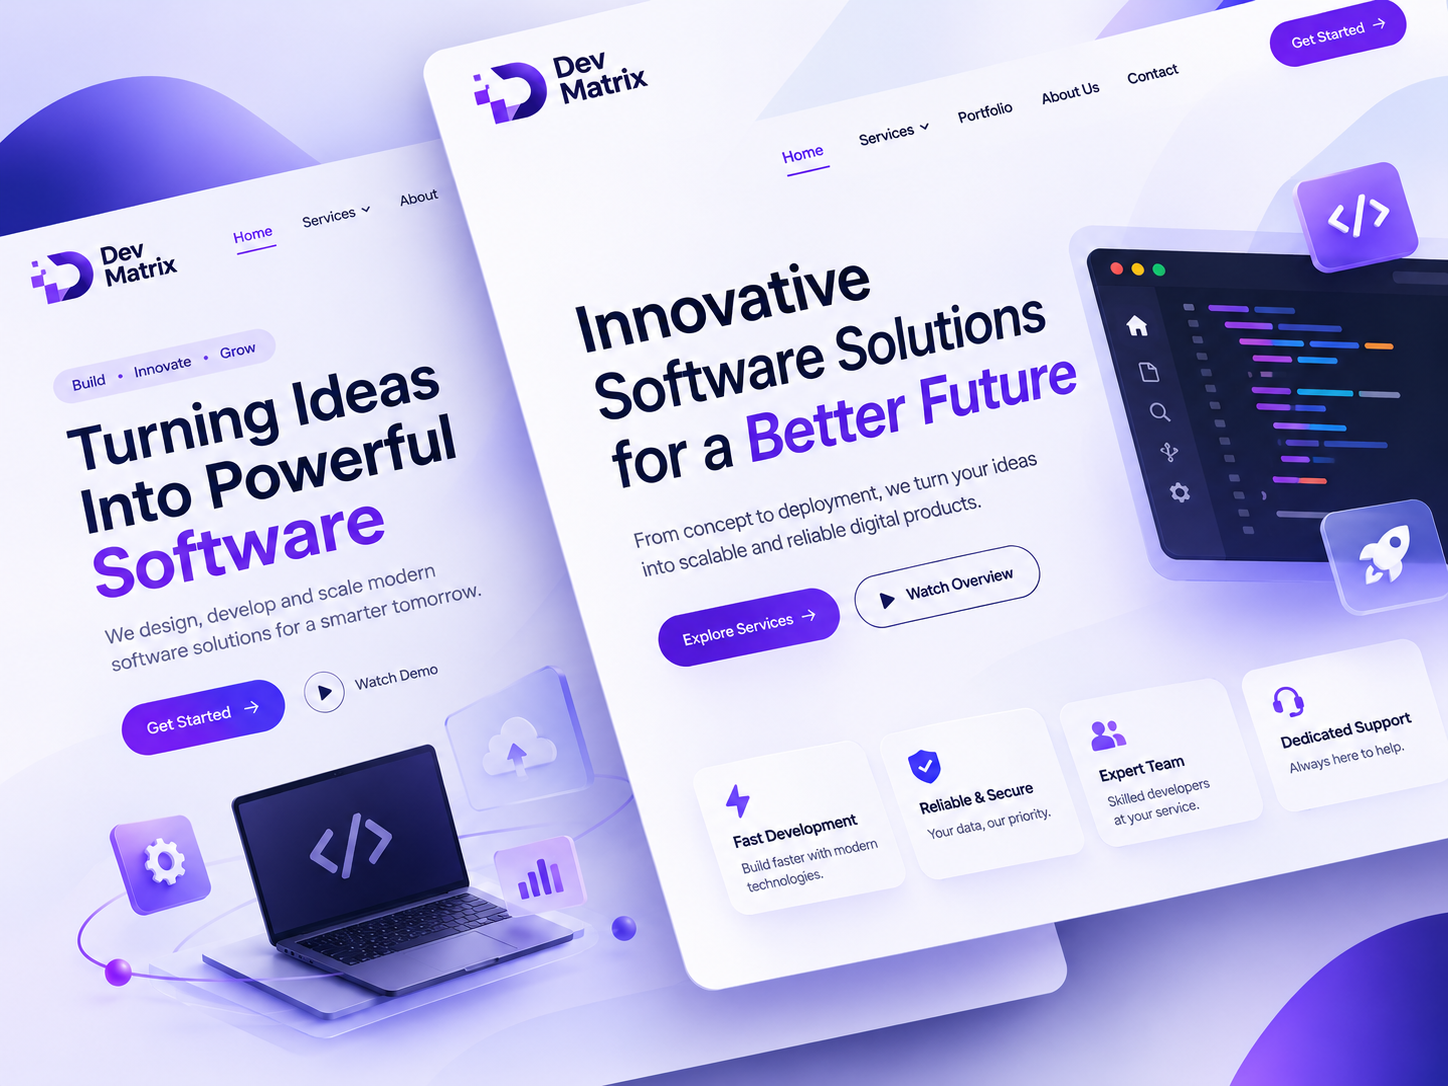 Dev
Matrix
Home
Services
About
Build • Innovate • Grow
Turning Ideas
Into Powerful
Software
We design, develop and scale modern
software solutions for a smarter tomorrow.
Get Started →
Watch Demo
</>
Dev
Matrix
Home
Services
Portfolio
About Us
Contact
Get Started →
Innovative
Software Solutions
for a Better Future
From concept to deployment, we turn your ideas
into scalable and reliable digital products.
Explore Services →
Watch Overview
</>
Fast Development
Build faster with modern
technologies.
Reliable & Secure
Your data, our priority.
Expert Team
Skilled developers
at your service.
Dedicated Support
Always here to help.